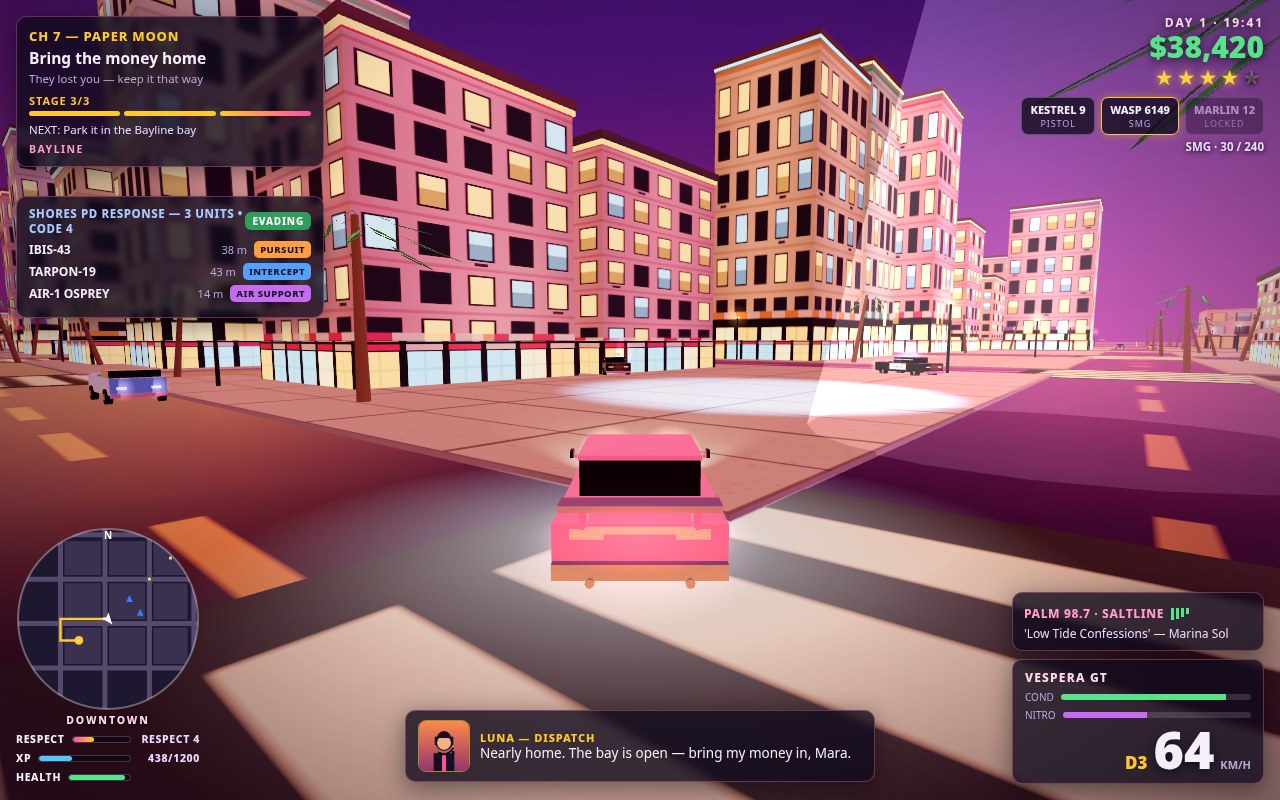 CH 7 — PAPER MOON
Bring the money home
They lost you — keep it that way
STAGE 3/3
NEXT: Park it in the Bayline bay
BAYLINE
SHORES PD RESPONSE — 3 UNITS •
CODE 4
EVADING
IBIS-43 38 m PURSUIT
TARPON-19 43 m INTERCEPT
AIR-1 OSPREY 14 m AIR SUPPORT
DAY 1 · 19:41
$38,420
KESTREL 9
PISTOL
WASP 6149
SMG
MARLIN 12
LOCKED
SMG · 30 / 240
N
DOWNTOWN
RESPECT RESPECT 4
XP 438/1200
HEALTH
LUNA — DISPATCH
Nearly home. The bay is open — bring my money in, Mara.
PALM 98.7 · SALTLINE
'Low Tide Confessions' — Marina Sol
VESPERA GT
COND
NITRO
D3 64 KM/H